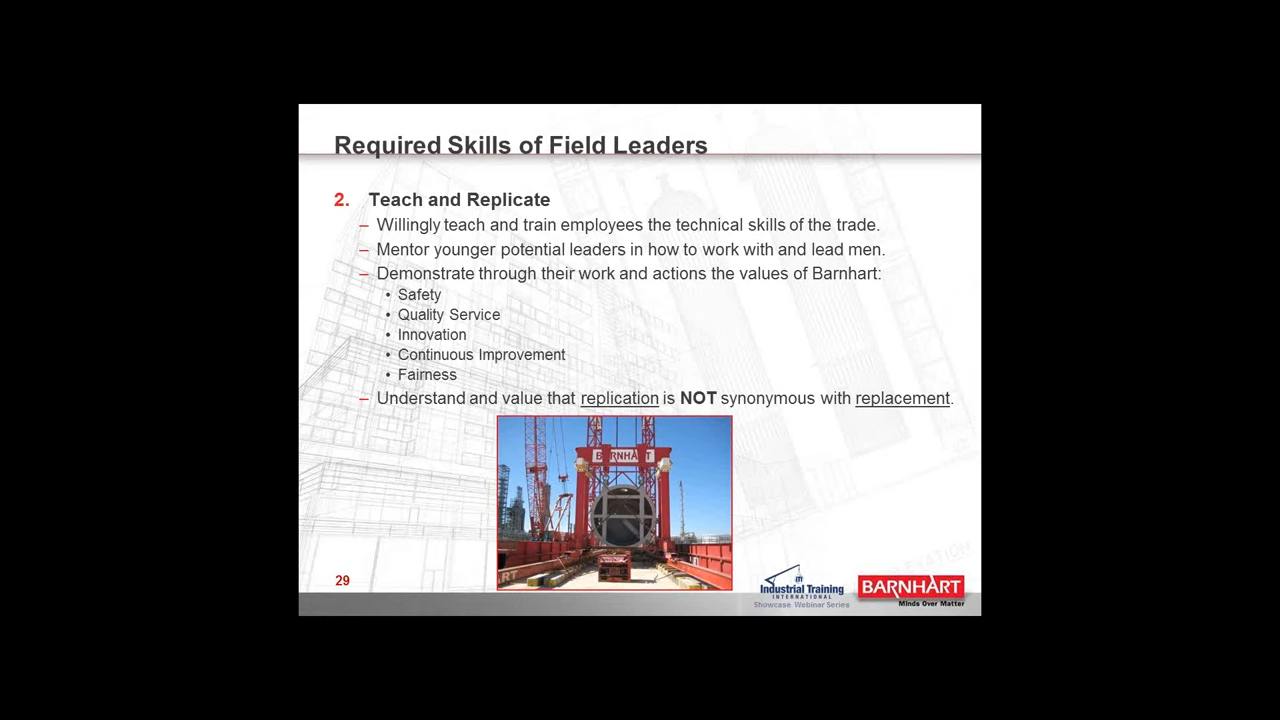 Required Skills of Field Leaders
2. Teach and Replicate
– Willingly teach and train employees the technical skills of the trade.
– Mentor younger potential leaders in how to work with and lead men.
– Demonstrate through their work and actions the values of Barnhart:
• Safety
• Quality Service
• Innovation
• Continuous Improvement
• Fairness
– Understand and value that replication is NOT synonymous with replacement.
BARNHART
RT
29
iti
Industrial Training
INTERNATIONAL
Showcase Webinar Series
BARNHART
Minds Over Matter